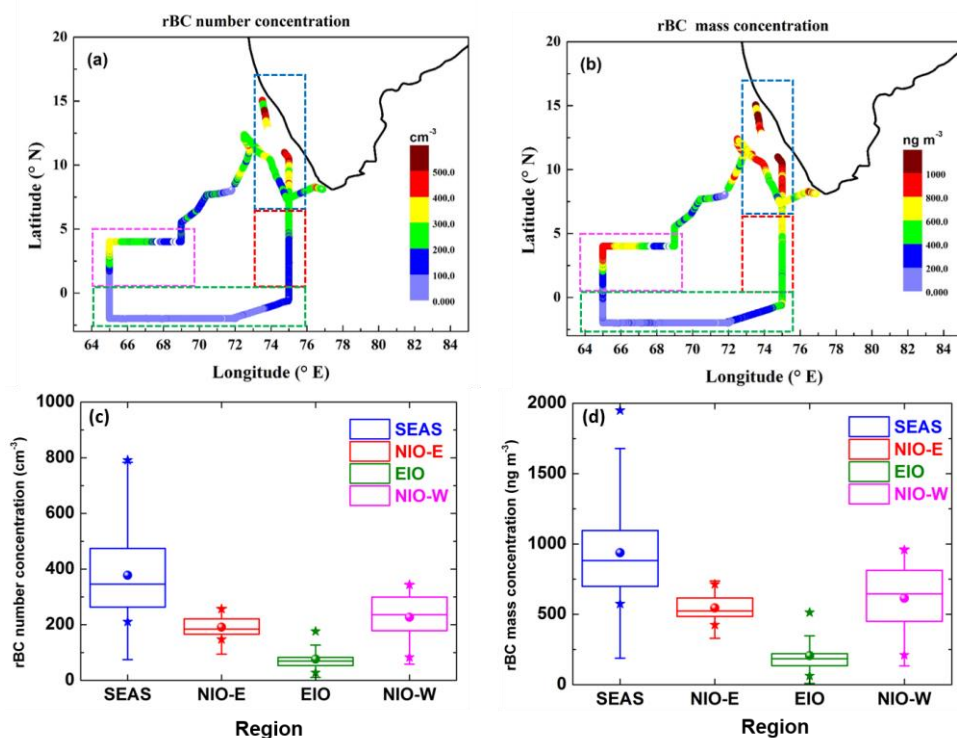 rBC number concentration
(a)
20
15
10
5
0
Latitude (° N)
cm⁻³
500.0
400.0
300.0
200.0
100.0
0.000
64 66 68 70 72 74 76 78 80 82 84
Longitude (° E)
rBC mass concentration
(b)
20
15
10
5
0
Latitude (° N)
ng m⁻³
1000
800.0
600.0
400.0
200.0
0.000
64 66 68 70 72 74 76 78 80 82 84
Longitude (° E)
(c)
1000
800
600
400
200
0
rBC number concentration (cm⁻³)
SEAS
NIO-E
EIO
NIO-W
SEAS NIO-E EIO NIO-W
Region
(d)
2000
1500
1000
500
0
rBC mass concentration (ng m⁻³)
SEAS
NIO-E
EIO
NIO-W
SEAS NIO-E EIO NIO-W
Region